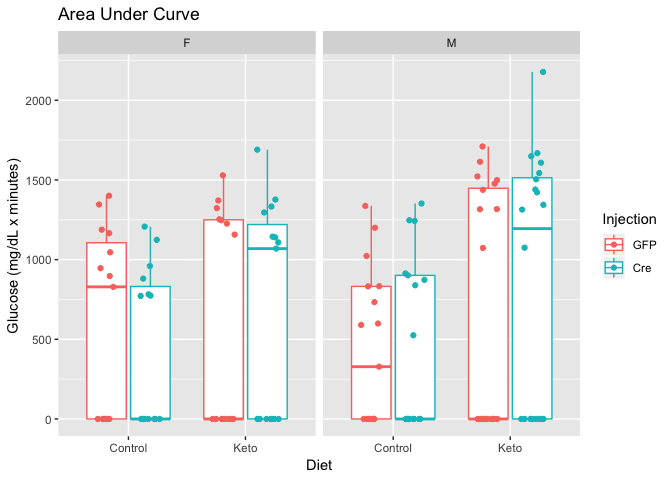 Area Under Curve
F
M
Glucose (mg/dL x minutes)
2000
1500
1000
500
0
Control
Keto
Control
Keto
Diet
Injection
GFP
Cre